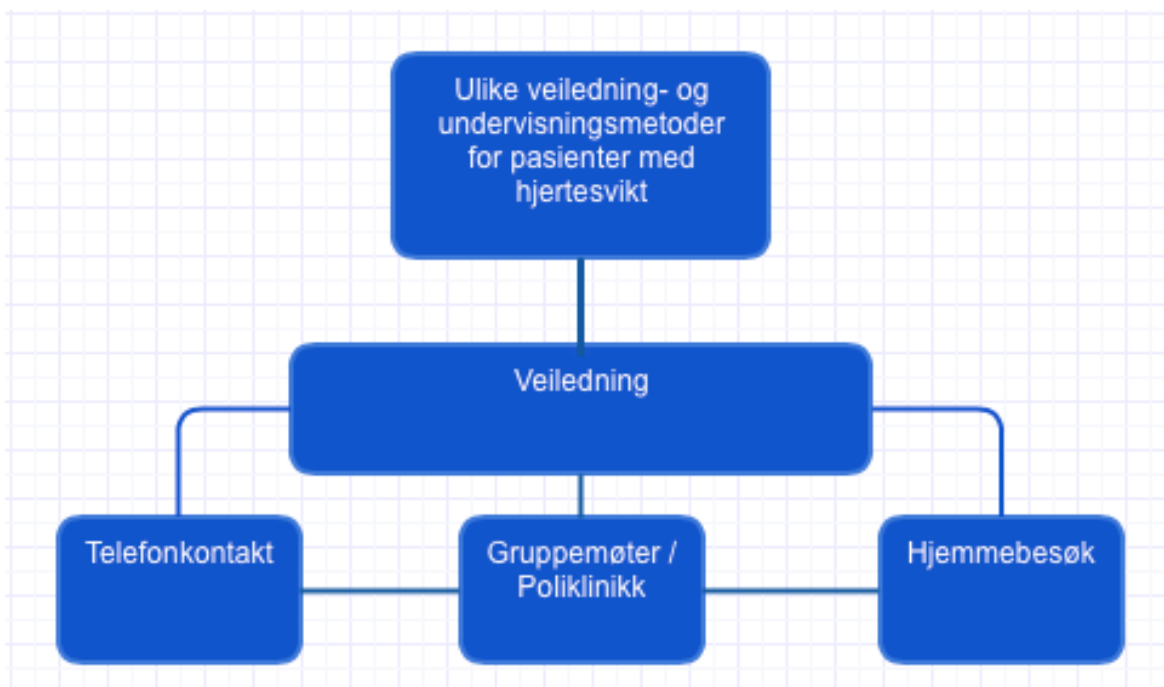 Ulike veiledning- og
undervisningsmetoder
for pasienter med
hjertesvikt
Veiledning
Telefonkontakt
Gruppemøter /
Poliklinikk
Hjemmebesøk